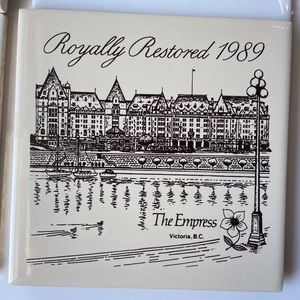 Royally Restored 1989
The Empress
Victoria, B.C.